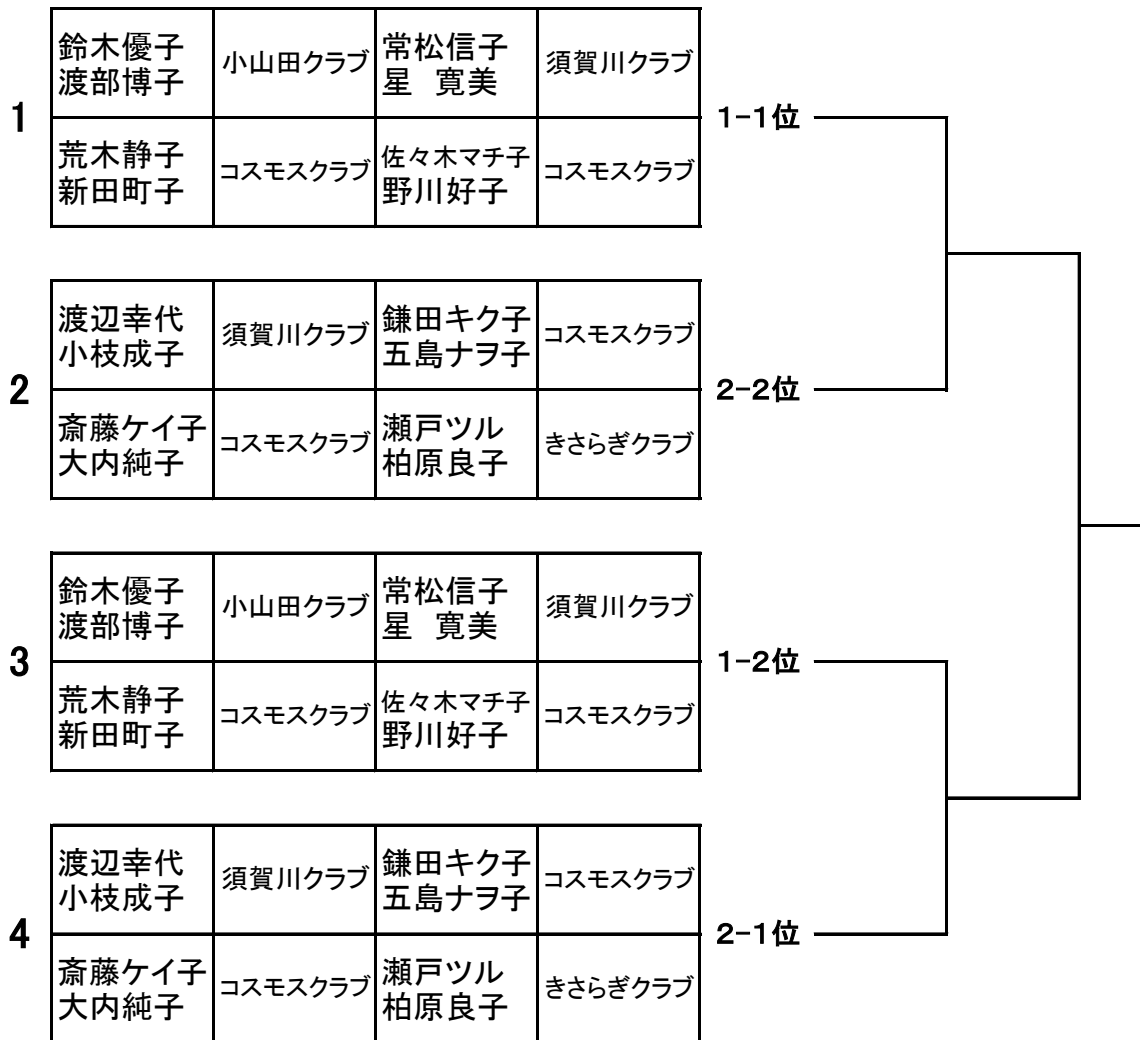 鈴木優子
渡部博子
小山田クラブ
常松信子
星　寛美
須賀川クラブ
1
1-1位
荒木静子
新田町子
コスモスクラブ
佐々木マチ子
野川好子
コスモスクラブ
渡辺幸代
小枝成子
須賀川クラブ
鎌田キク子
五島ナヲ子
コスモスクラブ
2
2-2位
斎藤ケイ子
大内純子
コスモスクラブ
瀬戸ツル
柏原良子
きさらぎクラブ
鈴木優子
渡部博子
小山田クラブ
常松信子
星　寛美
須賀川クラブ
3
1-2位
荒木静子
新田町子
コスモスクラブ
佐々木マチ子
野川好子
コスモスクラブ
渡辺幸代
小枝成子
須賀川クラブ
鎌田キク子
五島ナヲ子
コスモスクラブ
4
2-1位
斎藤ケイ子
大内純子
コスモスクラブ
瀬戸ツル
柏原良子
きさらぎクラブ